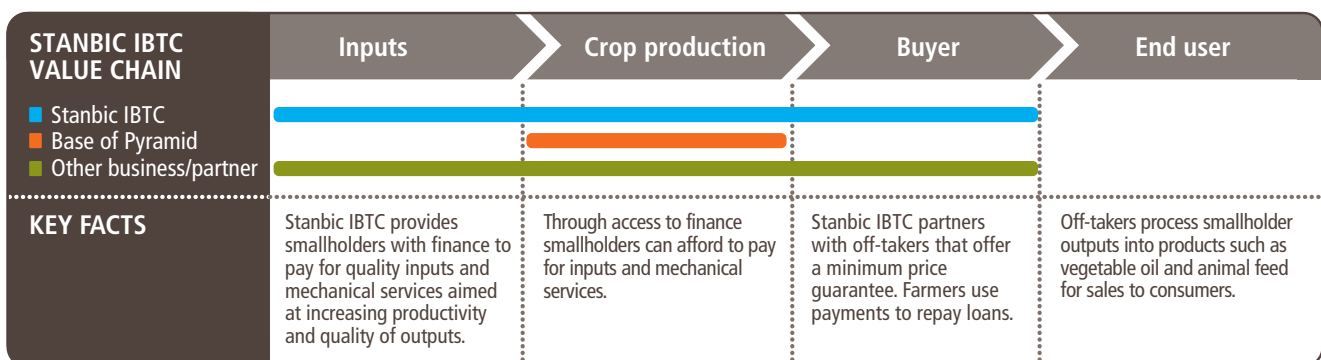 STANBIC IBTC
VALUE CHAIN
Inputs
Crop production
Buyer
End user
Stanbic IBTC
Base of Pyramid
Other business/partner
KEY FACTS
Stanbic IBTC provides
smallholders with finance to
pay for quality inputs and
mechanical services aimed
at increasing productivity
and quality of outputs.
Through access to finance
smallholders can afford to pay
for inputs and mechanical
services.
Stanbic IBTC partners
with off-takers that offer
a minimum price
guarantee. Farmers use
payments to repay loans.
Off-takers process smallholder
outputs into products such as
vegetable oil and animal feed
for sales to consumers.